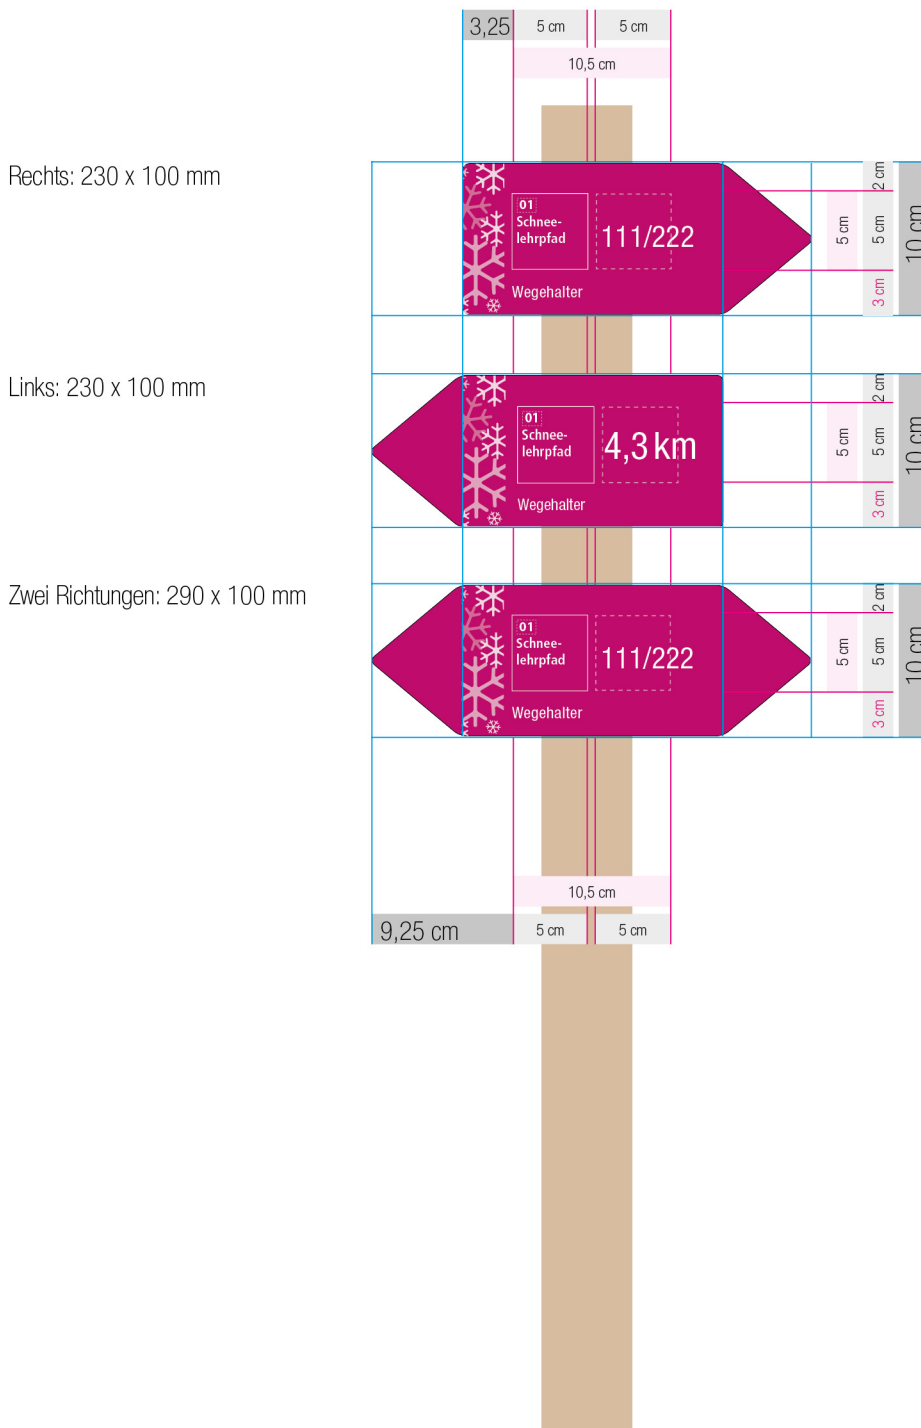 3,25
5 cm
5 cm
10,5 cm
Rechts: 230 x 100 mm
01
Schnee-
lehrpfad
111/222
Wegehalter
2 cm
5 cm
5 cm
3 cm
10 cm
Links: 230 x 100 mm
01
Schnee-
lehrpfad
4,3 km
Wegehalter
2 cm
5 cm
5 cm
3 cm
10 cm
Zwei Richtungen: 290 x 100 mm
01
Schnee-
lehrpfad
111/222
Wegehalter
2 cm
5 cm
5 cm
3 cm
10 cm
10,5 cm
9,25 cm
5 cm
5 cm